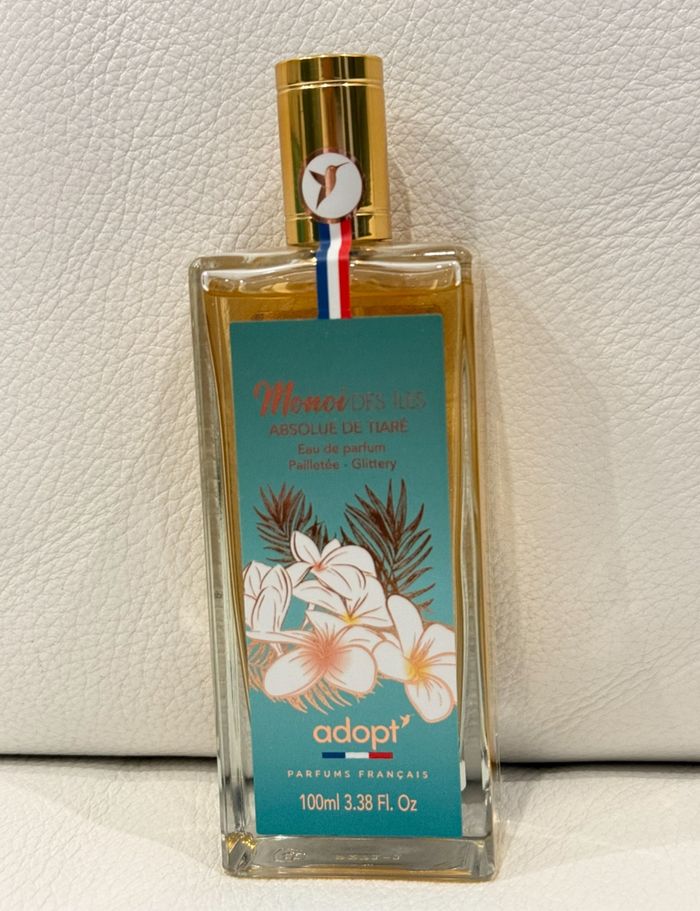 Monoï DES ÎLES
ABSOLUE DE TIARÉ
Eau de parfum
Pailletée - Glittery
adopt'
PARFUMS FRANÇAIS
100ml 3.38 Fl. Oz